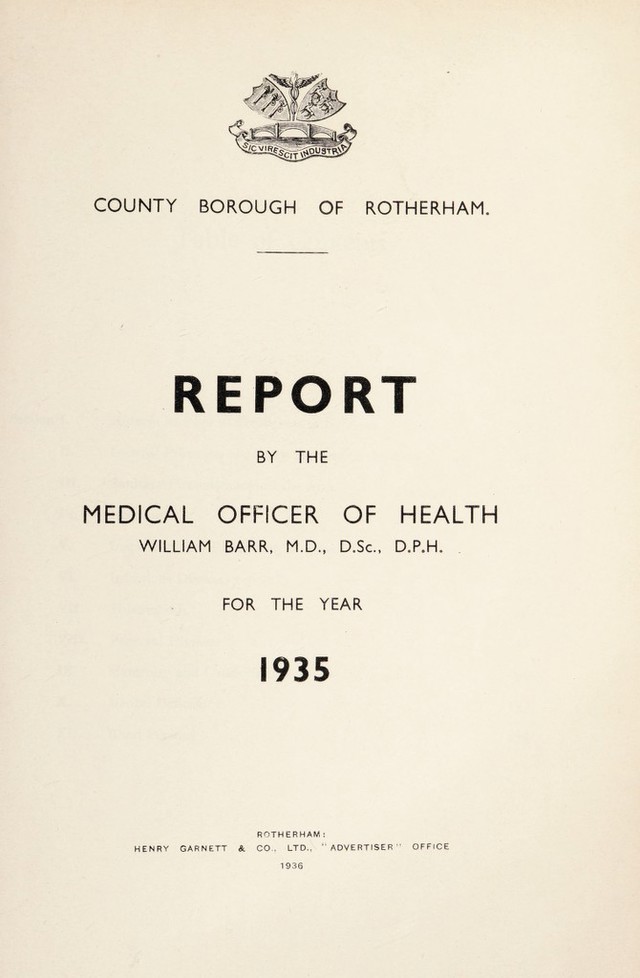 SIC VIRESCIT INDUSTRIA
COUNTY BOROUGH OF ROTHERHAM.
REPORT
BY THE
MEDICAL OFFICER OF HEALTH
WILLIAM BARR, M.D., D.Sc., D.P.H.
FOR THE YEAR
1935
ROTHERHAM:
HENRY GARNETT & CO., LTD., "ADVERTISER" OFFICE
1936